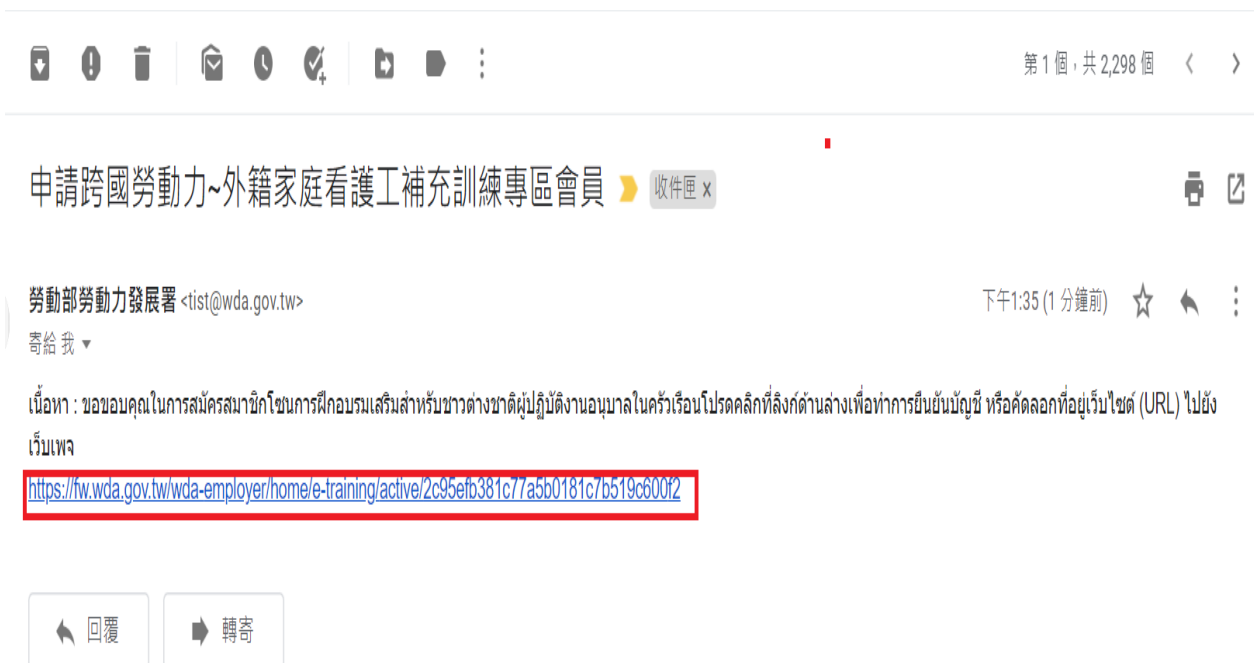 第 1 個，共 2,298 個
申請跨國勞動力~外籍家庭看護工補充訓練專區會員 收件匣 x
勞動部勞動力發展署 <tist@wda.gov.tw>
下午1:35 (1 分鐘前)
寄給 我
เนื้อหา : ขอขอบคุณในการสมัครสมาชิกโซนการฝึกอบรมเสริมสำหรับชาวต่างชาติผู้ปฏิบัติงานอนุบาลในครัวเรือนโปรดคลิกที่ลิงก์ด้านล่างเพื่อทำการยืนยันบัญชี หรือคัดลอกที่อยู่เว็บไซต์ (URL) ไปยัง
เว็บเพจ
https://fw.wda.gov.tw/wda-employer/home/e-training/active/2c95efb381c77a5b0181c7b519c600f2
回覆
轉寄